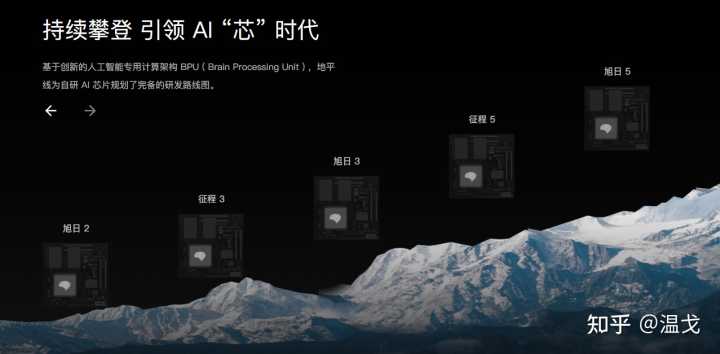 持续攀登 引领 AI “芯” 时代
基于创新的人工智能专用计算架构 BPU（Brain Processing Unit），地平
线为自研 AI 芯片规划了完备的研发路线图。
旭日 5
征程 5
旭日 3
征程 3
旭日 2
知乎 @温戈